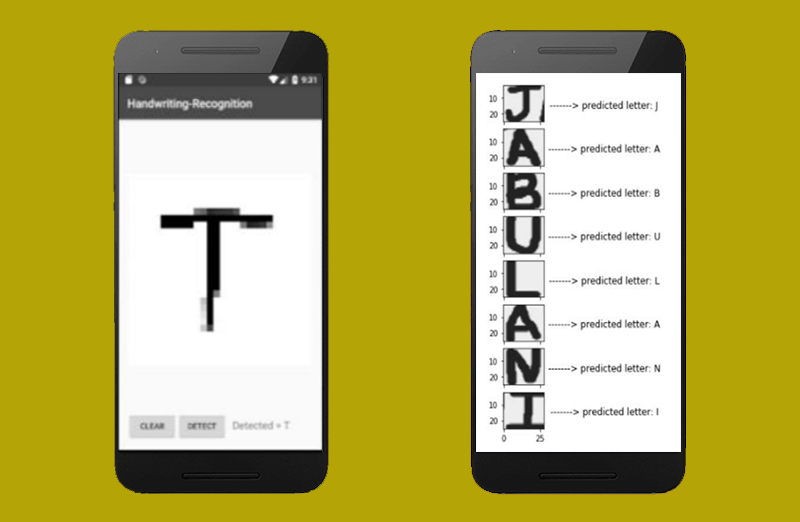 9:31
Handwriting-Recognition
T
CLEAR DETECT Detected = T
10
20
J
-------> predicted letter: J
10
20
A
-------> predicted letter: A
10
20
B
-------> predicted letter: B
10
20
U
-------> predicted letter: U
10
20
L
-------> predicted letter: L
10
20
A
-------> predicted letter: A
10
20
N
-------> predicted letter: N
10
20
I
-------> predicted letter: I
0 25